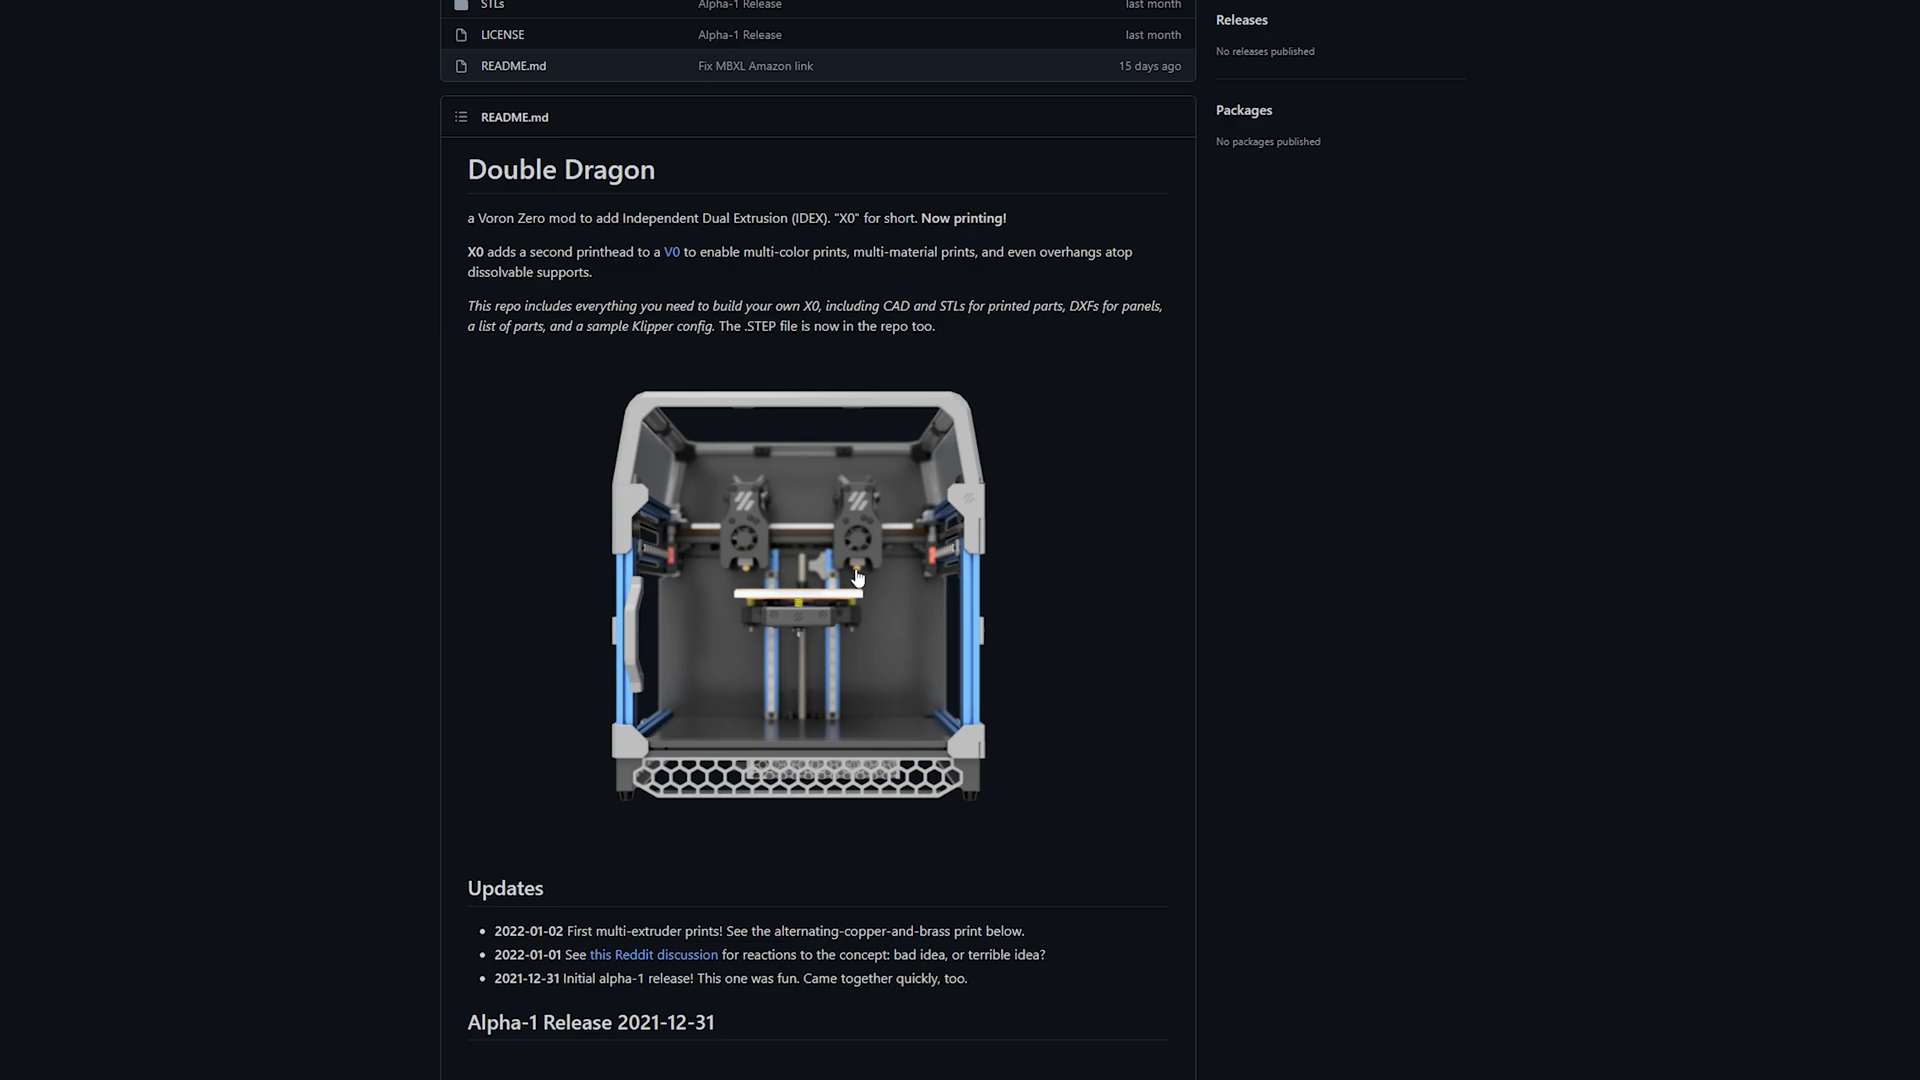 STLs Alpha-1 Release last month
LICENSE Alpha-1 Release last month
README.md Fix MBXL Amazon link 15 days ago
Releases
No releases published
Packages
No packages published
README.md
Double Dragon
a Voron Zero mod to add Independent Dual Extrusion (IDEX). "X0" for short. Now printing!
X0 adds a second printhead to a V0 to enable multi-color prints, multi-material prints, and even overhangs atop
dissolvable supports.
This repo includes everything you need to build your own X0, including CAD and STLs for printed parts, DXFs for panels,
a list of parts, and a sample Klipper config. The .STEP file is now in the repo too.
Updates
2022-01-02 First multi-extruder prints! See the alternating-copper-and-brass print below.
2022-01-01 See this Reddit discussion for reactions to the concept: bad idea, or terrible idea?
2021-12-31 Initial alpha-1 release! This one was fun. Came together quickly, too.
Alpha-1 Release 2021-12-31